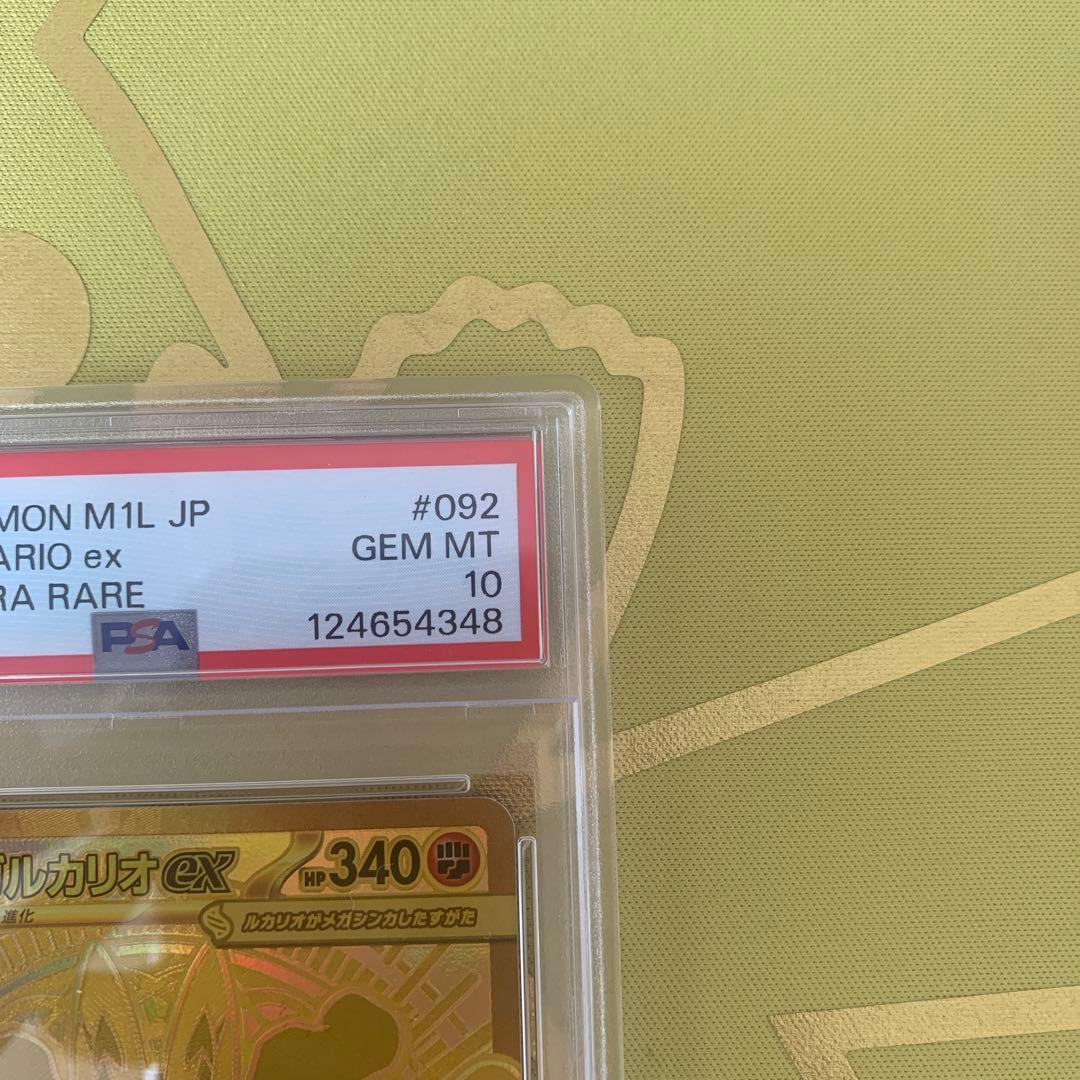 MON M1L JP #092
ARIO ex GEM MT
RA RARE 10
PSA 124654348
ガルカリオex HP340
進化 ルカリオがメガシンカしたすがた